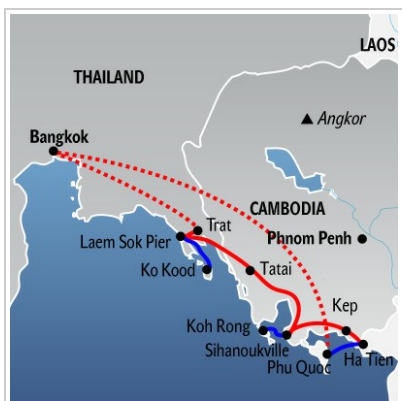 LAOS
THAILAND
Bangkok
Angkor
CAMBODIA
Trat
Phnom Penh
Laem Sok Pier
Ko Kood
Tatai
Kep
Koh Rong
Sihanoukville
Ha Tien
Phu Quoc